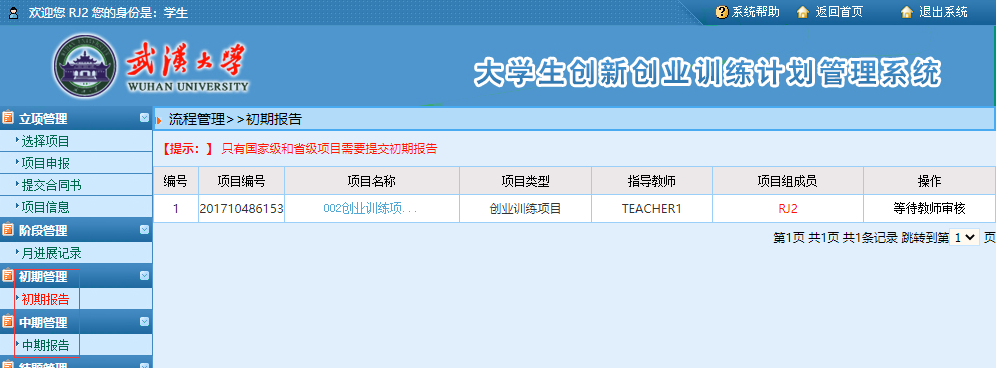 欢迎您 RJ2 您的身份是：学生
系统帮助 返回首页 退出系统
武汉大学
WUHAN UNIVERSITY
大学生创新创业训练计划管理系统
立项管理
选择项目
项目申报
提交合同书
项目信息
阶段管理
月进展记录
初期管理
初期报告
中期管理
中期报告
结题管理
流程管理>>初期报告
【提示：】 只有国家级和省级项目需要提交初期报告
编号 项目编号 项目名称 项目类型 指导教师 项目组成员 操作
1 201710486153 002创业训练项... 创业训练项目 TEACHER1 RJ2 等待教师审核
第1页 共1页 共1条记录 跳转到第 1 页